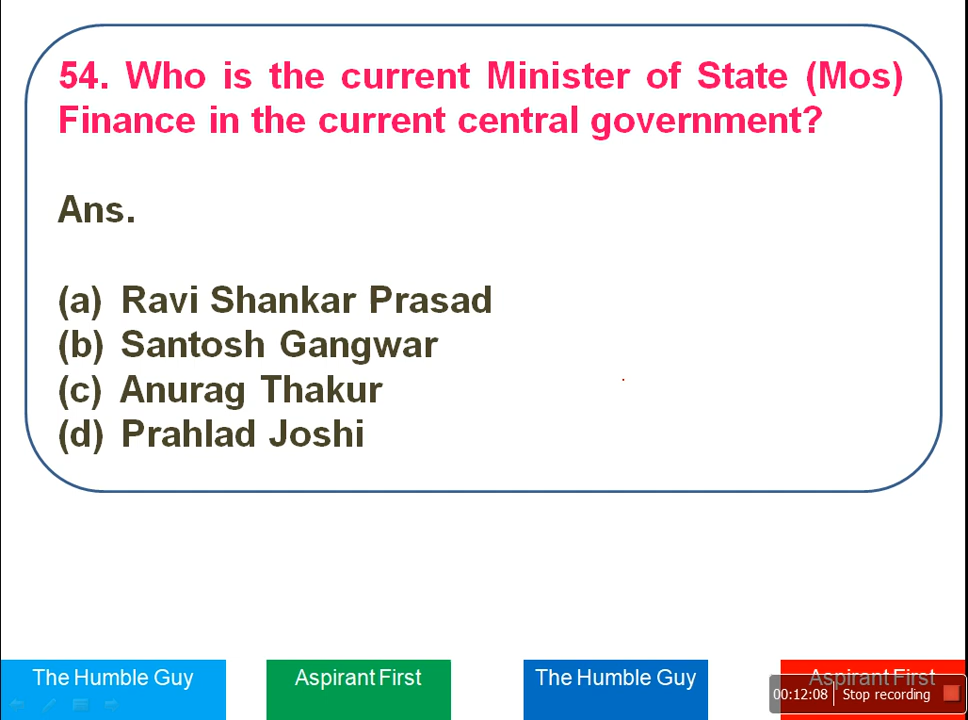 54. Who is the current Minister of State (Mos)
Finance in the current central government?
Ans.
(a) Ravi Shankar Prasad
(b) Santosh Gangwar
(c) Anurag Thakur
(d) Prahlad Joshi
The Humble Guy
Aspirant First
The Humble Guy
Aspirant First
00:12:08 Stop recording